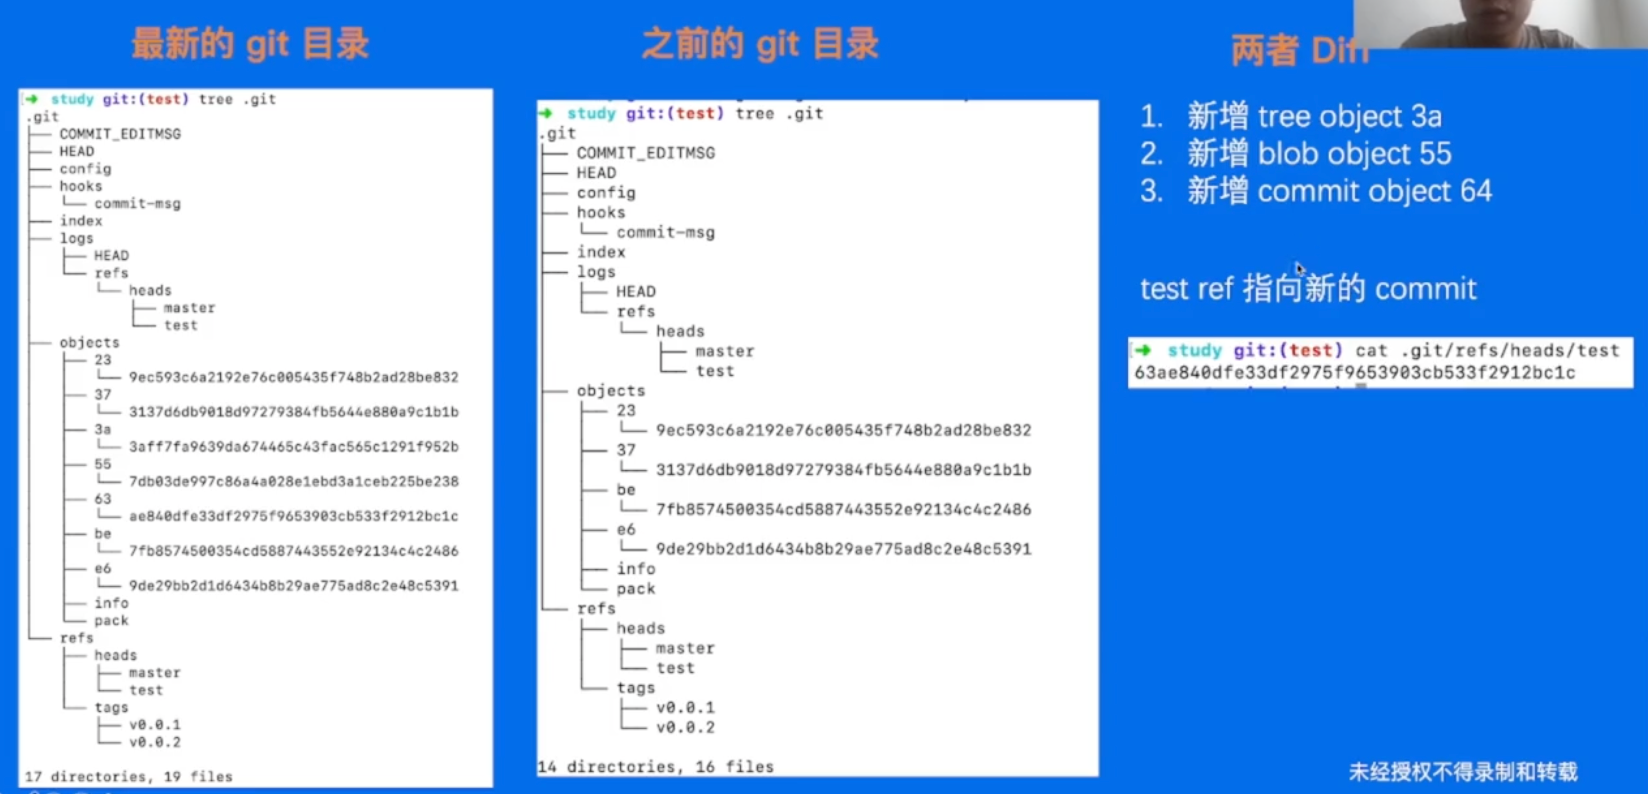 最新的 git 目录
➜ study git:(test) tree .git
.git
├── COMMIT_EDITMSG
├── HEAD
├── config
├── hooks
│   └── commit-msg
├── index
├── logs
│   ├── HEAD
│   └── refs
│       └── heads
│           ├── master
│           └── test
├── objects
│   ├── 23
│   │   └── 9ec593c6a2192e76c005435f748b2ad28be832
│   ├── 37
│   │   └── 3137d6db9018d97279384fb5644e880a9c1b1b
│   ├── 3a
│   │   └── 3aff7fa9639da674465c43fac565c1291f952b
│   ├── 55
│   │   └── 7db03de997c86a4a028e1ebd3a1ceb225be238
│   ├── 63
│   │   └── ae840dfe33df2975f9653903cb533f2912bc1c
│   ├── be
│   │   └── 7fb8574500354cd5887443552e92134c4c2486
│   ├── e6
│   │   └── 9de29bb2d1d6434b8b29ae775ad8c2e48c5391
│   ├── info
│   └── pack
└── refs
    ├── heads
    │   ├── master
    │   └── test
    └── tags
        ├── v0.0.1
        └── v0.0.2
17 directories, 19 files
之前的 git 目录
➜ study git:(test) tree .git
.git
├── COMMIT_EDITMSG
├── HEAD
├── config
├── hooks
│   └── commit-msg
├── index
├── logs
│   ├── HEAD
│   └── refs
│       └── heads
│           ├── master
│           └── test
├── objects
│   ├── 23
│   │   └── 9ec593c6a2192e76c005435f748b2ad28be832
│   ├── 37
│   │   └── 3137d6db9018d97279384fb5644e880a9c1b1b
│   ├── be
│   │   └── 7fb8574500354cd5887443552e92134c4c2486
│   ├── e6
│   │   └── 9de29bb2d1d6434b8b29ae775ad8c2e48c5391
│   ├── info
│   └── pack
└── refs
    ├── heads
    │   ├── master
    │   └── test
    └── tags
        ├── v0.0.1
        └── v0.0.2
14 directories, 16 files
两者 Diff
1. 新增 tree object 3a
2. 新增 blob object 55
3. 新增 commit object 64
test ref 指向新的 commit
➜ study git:(test) cat .git/refs/heads/test
63ae840dfe33df2975f9653903cb533f2912bc1c
未经授权不得录制和转载